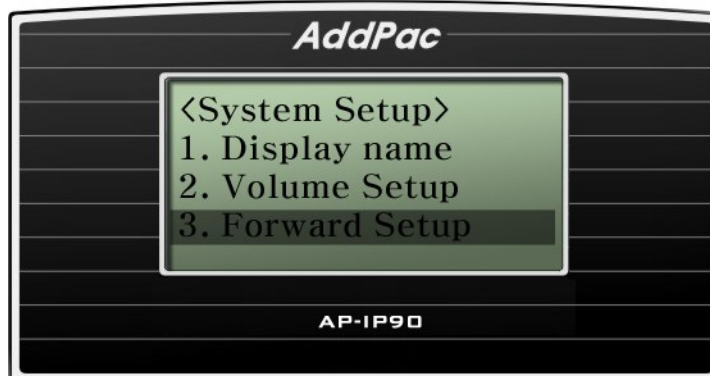 AddPac
<System Setup>
1. Display name
2. Volume Setup
3. Forward Setup
AP-IP90